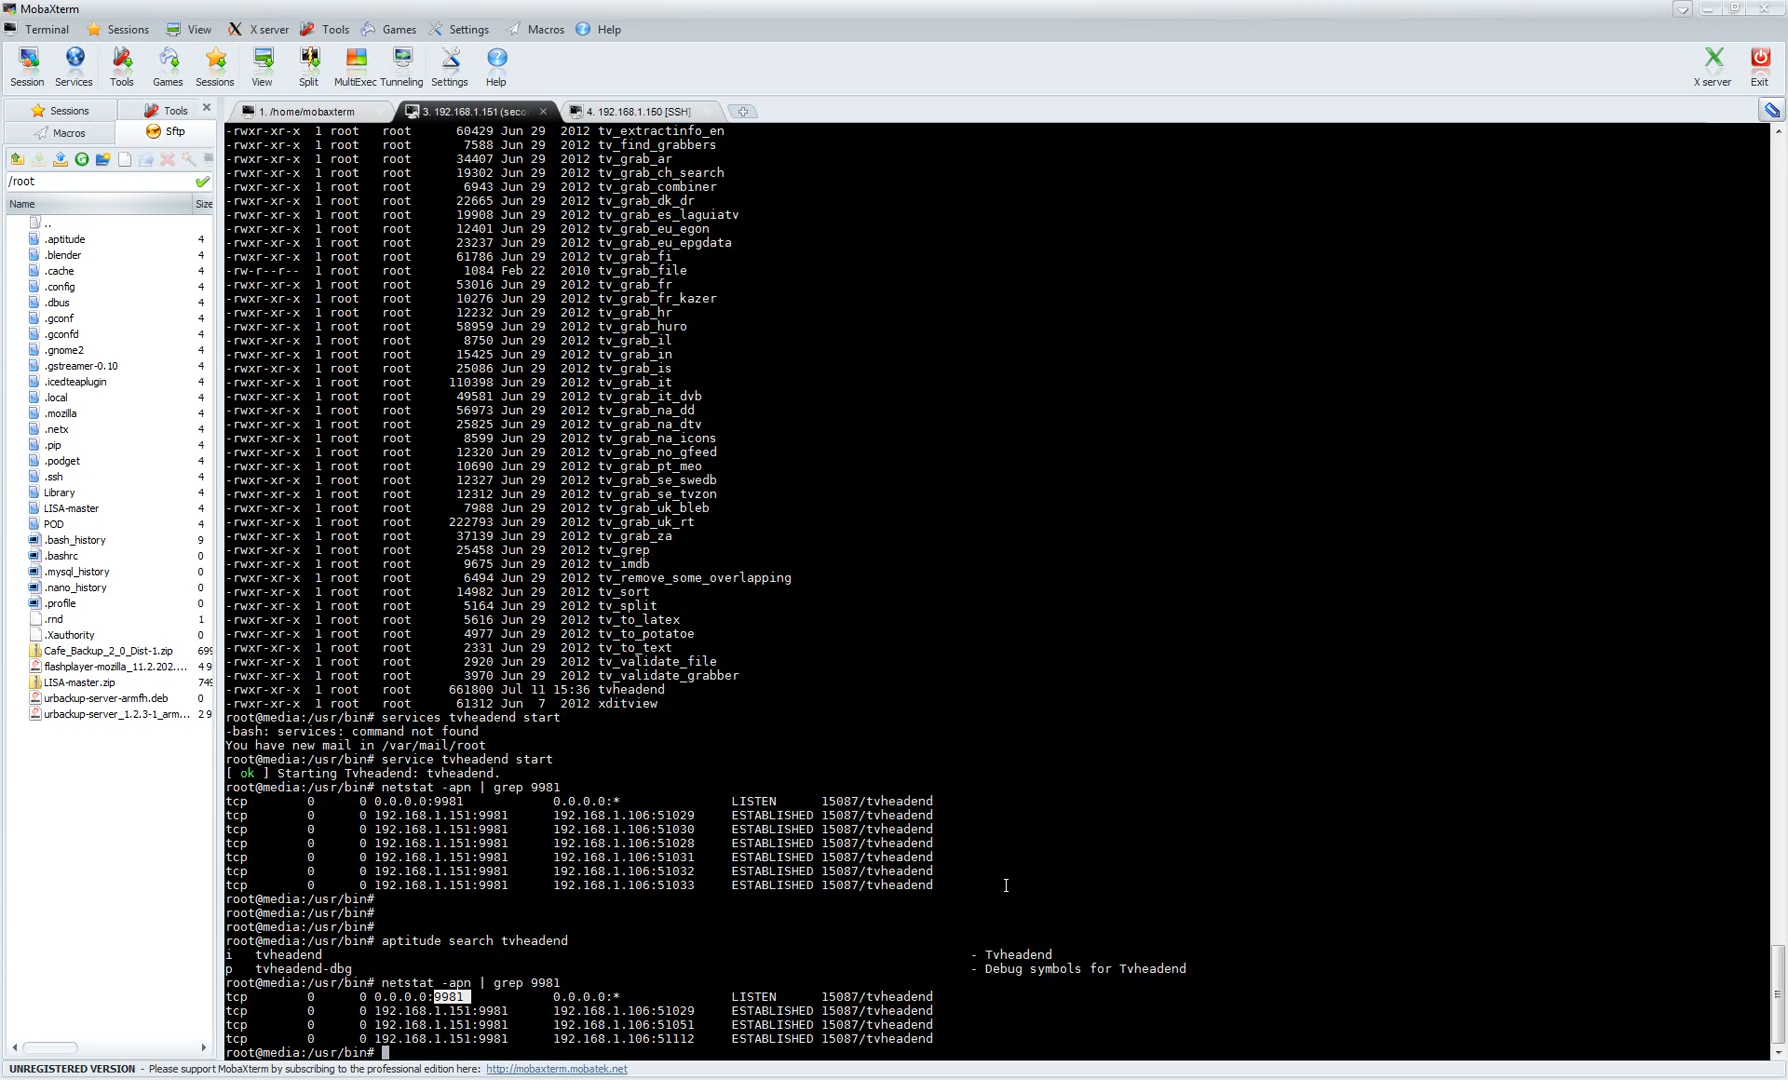 MobaXterm
Terminal Sessions View X server Tools Games Settings Macros Help
Session Services Tools Games Sessions View Split MultiExec Tunneling Settings Help X server Exit
Sessions Tools
Macros Sftp
1. /home/mobaxterm 3. 192.168.1.151 (seco 4. 192.168.1.150 [SSH]
/root
Name Size
..
.aptitude 4
.blender 4
.cache 4
.config 4
.dbus 4
.gconf 4
.gconfd 4
.gnome2 4
.gstreamer-0.10 4
.icedteaplugin 4
.local 4
.mozilla 4
.netx 4
.pip 4
.podget 4
.ssh 4
Library 4
LISA-master 4
POD 4
.bash_history 9
.bashrc 0
.mysql_history 0
.nano_history 0
.profile 0
.rnd 1
.Xauthority 0
Cafe_Backup_2_0_Dist-1.zip 699
flashplayer-mozilla_11.2.202.... 4 9
LISA-master.zip 749
urbackup-server-armfh.deb 0
urbackup-server_1.2.3-1_arm... 2 9
-rwxr-xr-x 1 root root 60429 Jun 29 2012 tv_extractinfo_en
-rwxr-xr-x 1 root root 7588 Jun 29 2012 tv_find_grabbers
-rwxr-xr-x 1 root root 34407 Jun 29 2012 tv_grab_ar
-rwxr-xr-x 1 root root 19302 Jun 29 2012 tv_grab_ch_search
-rwxr-xr-x 1 root root 6943 Jun 29 2012 tv_grab_combiner
-rwxr-xr-x 1 root root 22665 Jun 29 2012 tv_grab_dk_dr
-rwxr-xr-x 1 root root 19908 Jun 29 2012 tv_grab_es_laguiatv
-rwxr-xr-x 1 root root 12401 Jun 29 2012 tv_grab_eu_egon
-rwxr-xr-x 1 root root 23237 Jun 29 2012 tv_grab_eu_epgdata
-rwxr-xr-x 1 root root 61786 Jun 29 2012 tv_grab_fi
-rw-r--r-- 1 root root 1084 Feb 22 2010 tv_grab_file
-rwxr-xr-x 1 root root 53016 Jun 29 2012 tv_grab_fr
-rwxr-xr-x 1 root root 10276 Jun 29 2012 tv_grab_fr_kazer
-rwxr-xr-x 1 root root 12232 Jun 29 2012 tv_grab_hr
-rwxr-xr-x 1 root root 58959 Jun 29 2012 tv_grab_huro
-rwxr-xr-x 1 root root 8750 Jun 29 2012 tv_grab_il
-rwxr-xr-x 1 root root 15425 Jun 29 2012 tv_grab_in
-rwxr-xr-x 1 root root 25086 Jun 29 2012 tv_grab_is
-rwxr-xr-x 1 root root 110398 Jun 29 2012 tv_grab_it
-rwxr-xr-x 1 root root 49581 Jun 29 2012 tv_grab_it_dvb
-rwxr-xr-x 1 root root 56973 Jun 29 2012 tv_grab_na_dd
-rwxr-xr-x 1 root root 25825 Jun 29 2012 tv_grab_na_dtv
-rwxr-xr-x 1 root root 8599 Jun 29 2012 tv_grab_na_icons
-rwxr-xr-x 1 root root 12320 Jun 29 2012 tv_grab_no_gfeed
-rwxr-xr-x 1 root root 10690 Jun 29 2012 tv_grab_pt_meo
-rwxr-xr-x 1 root root 12327 Jun 29 2012 tv_grab_se_swedb
-rwxr-xr-x 1 root root 12312 Jun 29 2012 tv_grab_se_tvzon
-rwxr-xr-x 1 root root 7988 Jun 29 2012 tv_grab_uk_bleb
-rwxr-xr-x 1 root root 222793 Jun 29 2012 tv_grab_uk_rt
-rwxr-xr-x 1 root root 37139 Jun 29 2012 tv_grab_za
-rwxr-xr-x 1 root root 25458 Jun 29 2012 tv_grep
-rwxr-xr-x 1 root root 9675 Jun 29 2012 tv_imdb
-rwxr-xr-x 1 root root 6494 Jun 29 2012 tv_remove_some_overlapping
-rwxr-xr-x 1 root root 14982 Jun 29 2012 tv_sort
-rwxr-xr-x 1 root root 5164 Jun 29 2012 tv_split
-rwxr-xr-x 1 root root 5616 Jun 29 2012 tv_to_latex
-rwxr-xr-x 1 root root 4977 Jun 29 2012 tv_to_potatoe
-rwxr-xr-x 1 root root 2331 Jun 29 2012 tv_to_text
-rwxr-xr-x 1 root root 2920 Jun 29 2012 tv_validate_file
-rwxr-xr-x 1 root root 3970 Jun 29 2012 tv_validate_grabber
-rwxr-xr-x 1 root root 661800 Jul 11 15:36 tvheadend
-rwxr-xr-x 1 root root 61312 Jun 7 2012 xditview
root@media:/usr/bin# services tvheadend start
-bash: services: command not found
You have new mail in /var/mail/root
root@media:/usr/bin# service tvheadend start
[ ok ] Starting Tvheadend: tvheadend.
root@media:/usr/bin# netstat -apn | grep 9981
tcp 0 0 0.0.0.0:9981 0.0.0.0:* LISTEN 15087/tvheadend
tcp 0 0 192.168.1.151:9981 192.168.1.106:51029 ESTABLISHED 15087/tvheadend
tcp 0 0 192.168.1.151:9981 192.168.1.106:51030 ESTABLISHED 15087/tvheadend
tcp 0 0 192.168.1.151:9981 192.168.1.106:51028 ESTABLISHED 15087/tvheadend
tcp 0 0 192.168.1.151:9981 192.168.1.106:51031 ESTABLISHED 15087/tvheadend
tcp 0 0 192.168.1.151:9981 192.168.1.106:51032 ESTABLISHED 15087/tvheadend
tcp 0 0 192.168.1.151:9981 192.168.1.106:51033 ESTABLISHED 15087/tvheadend
root@media:/usr/bin#
root@media:/usr/bin#
root@media:/usr/bin#
root@media:/usr/bin# aptitude search tvheadend
i tvheadend - Tvheadend
p tvheadend-dbg - Debug symbols for Tvheadend
root@media:/usr/bin# netstat -apn | grep 9981
tcp 0 0 0.0.0.0:9981 0.0.0.0:* LISTEN 15087/tvheadend
tcp 0 0 192.168.1.151:9981 192.168.1.106:51029 ESTABLISHED 15087/tvheadend
tcp 0 0 192.168.1.151:9981 192.168.1.106:51051 ESTABLISHED 15087/tvheadend
tcp 0 0 192.168.1.151:9981 192.168.1.106:51112 ESTABLISHED 15087/tvheadend
root@media:/usr/bin#
UNREGISTERED VERSION - Please support MobaXterm by subscribing to the professional edition here: http://mobaxterm.mobatek.net